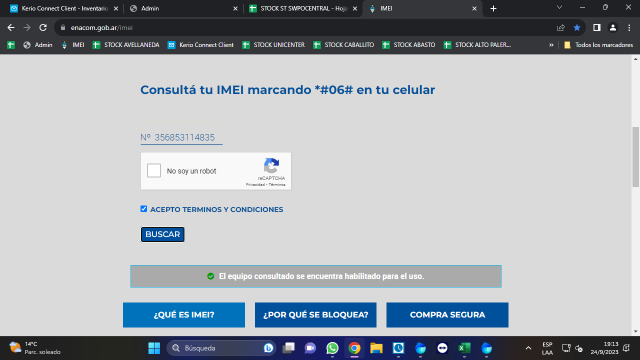 Kerio Connect Client - Inventario
Admin
STOCK ST SWPOCENTRAL - Hoja
IMEI
enacom.gob.ar/imei
Admin
IMEI
STOCK AVELLANEDA
Kerio Connect Client
STOCK UNICENTER
STOCK CABALLITO
STOCK ABASTO
STOCK ALTO PALER...
»
Todos los marcadores
Consultá tu IMEI marcando *#06# en tu celular
Nº 356853114835
No soy un robot
reCAPTCHA
Privacidad - Términos
ACEPTO TERMINOS Y CONDICIONES
BUSCAR
El equipo consultado se encuentra habilitado para el uso.
¿QUÉ ES IMEI?
¿POR QUÉ SE BLOQUEA?
COMPRA SEGURA
14°C
Parc. soleado
Búsqueda
ESP
LAA
19:13
24/9/2023